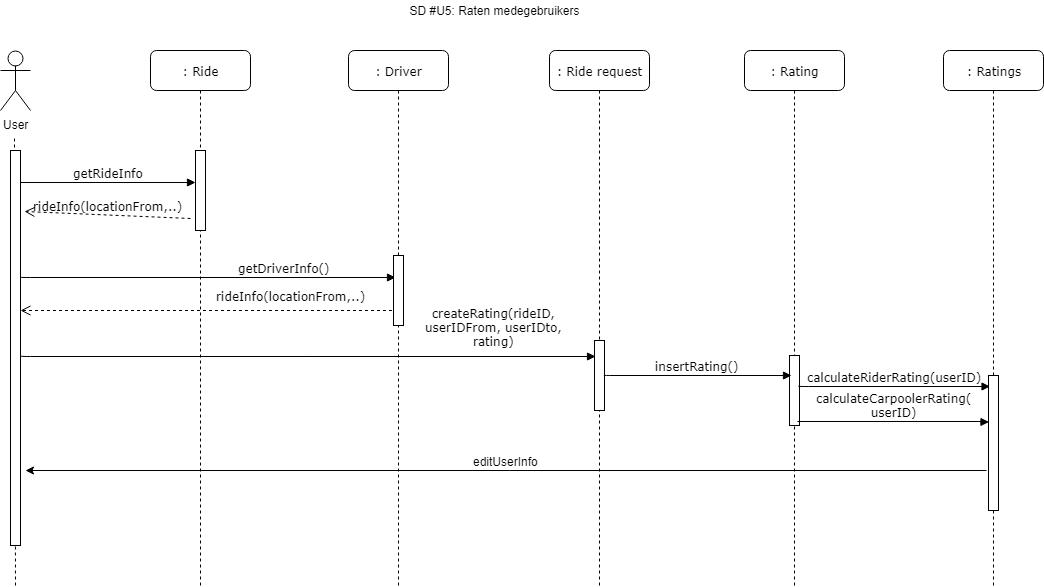 SD #U5: Raten medegebruikers
: Ride
: Driver
: Ride request
: Rating
: Ratings
User
getRideInfo
rideInfo(locationFrom,..)
getDriverInfo()
rideInfo(locationFrom,..)
createRating(rideID,
userIDFrom, userIDto,
rating)
insertRating()
calculateRiderRating(userID)
calculateCarpoolerRating(
userID)
editUserInfo